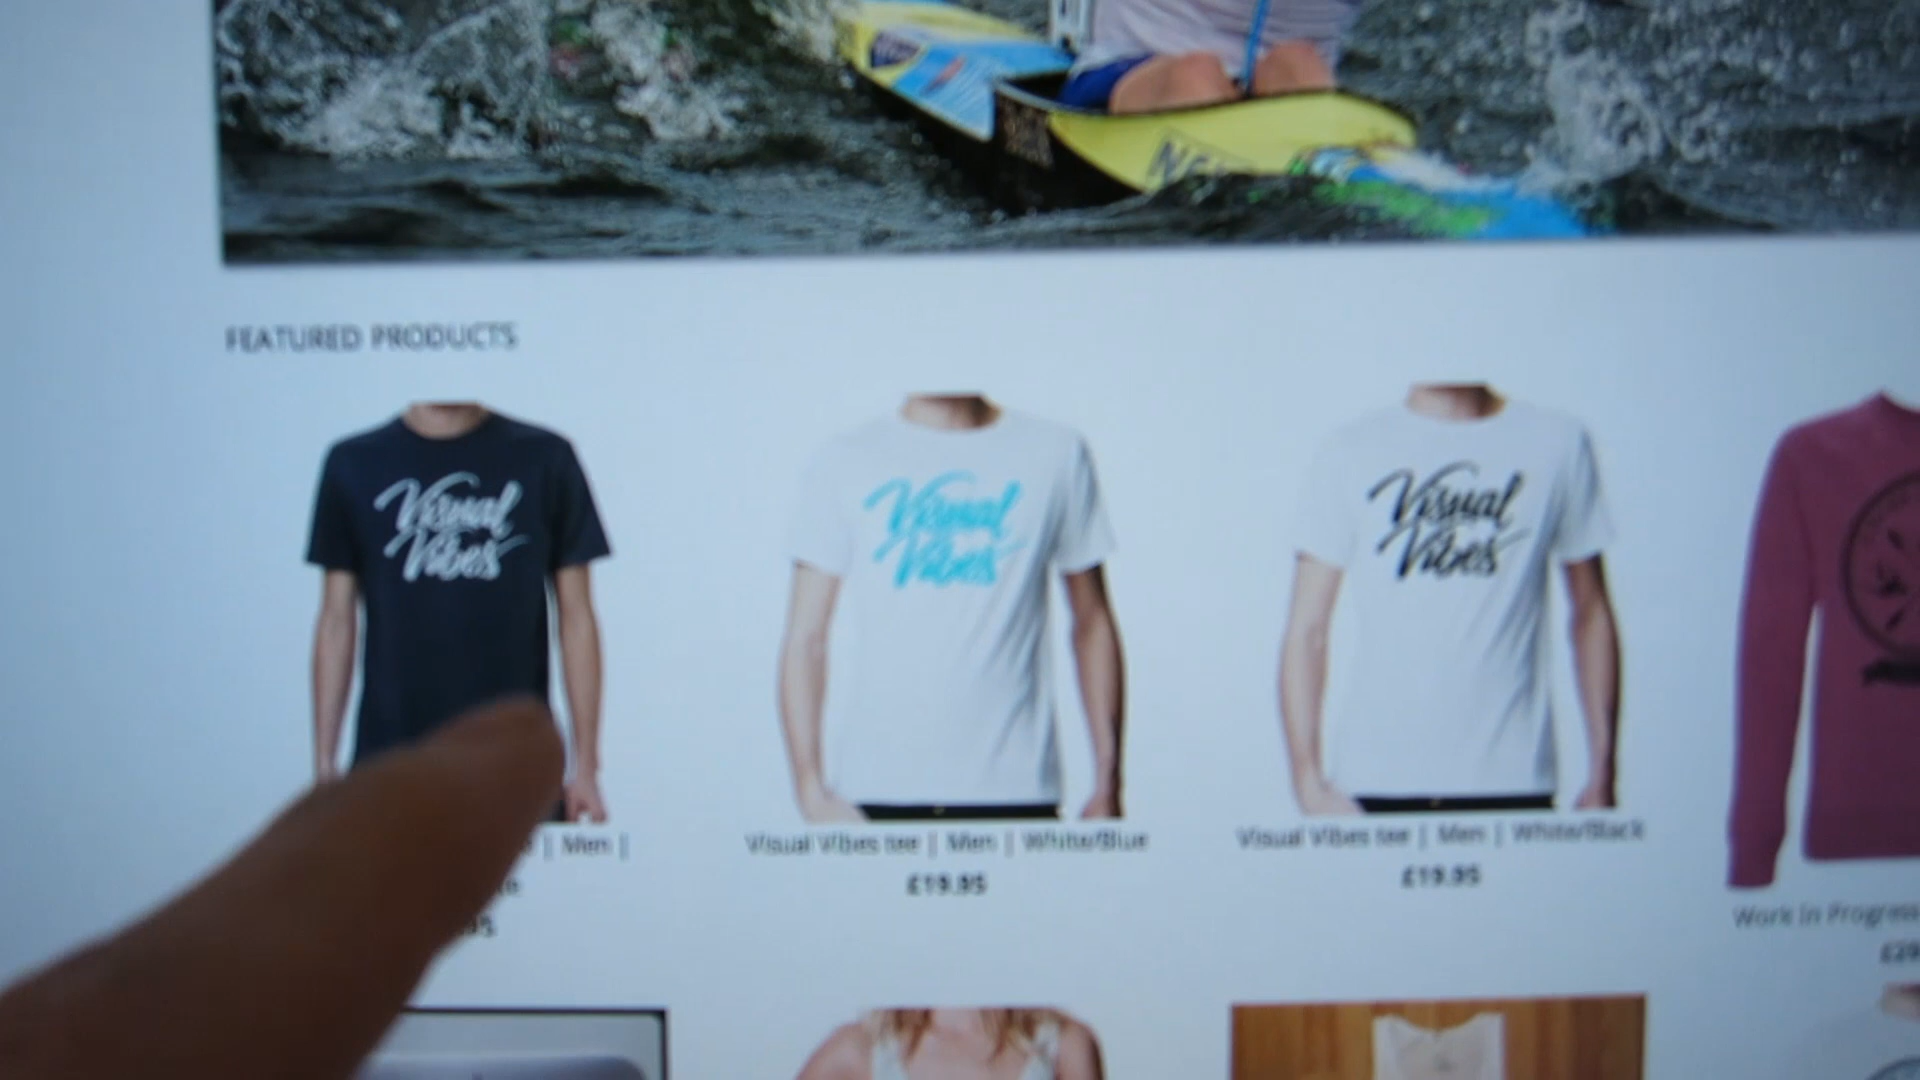 FEATURED PRODUCTS
Visual
Vibes
Visual
Vibes
Visual
Vibes
| Men |
Visual Vibes tee | Men | White/Blue
£19.95
Visual Vibes tee | Men | White/Black
£19.95
Work In Progress